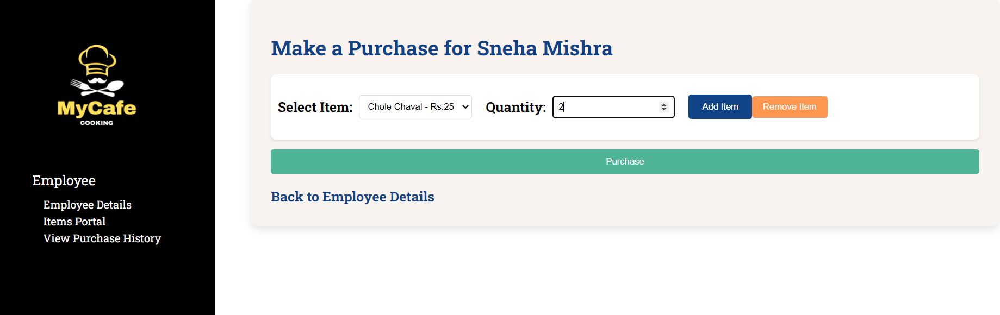 MyCafe
COOKING
Employee
Employee Details
Items Portal
View Purchase History
Make a Purchase for Sneha Mishra
Select Item: Chole Chaval - Rs.25 Quantity: 2 Add Item Remove Item
Purchase
Back to Employee Details